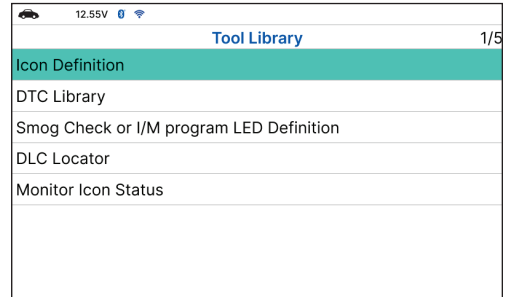 12.55V
Tool Library 1/5
Icon Definition
DTC Library
Smog Check or I/M program LED Definition
DLC Locator
Monitor Icon Status